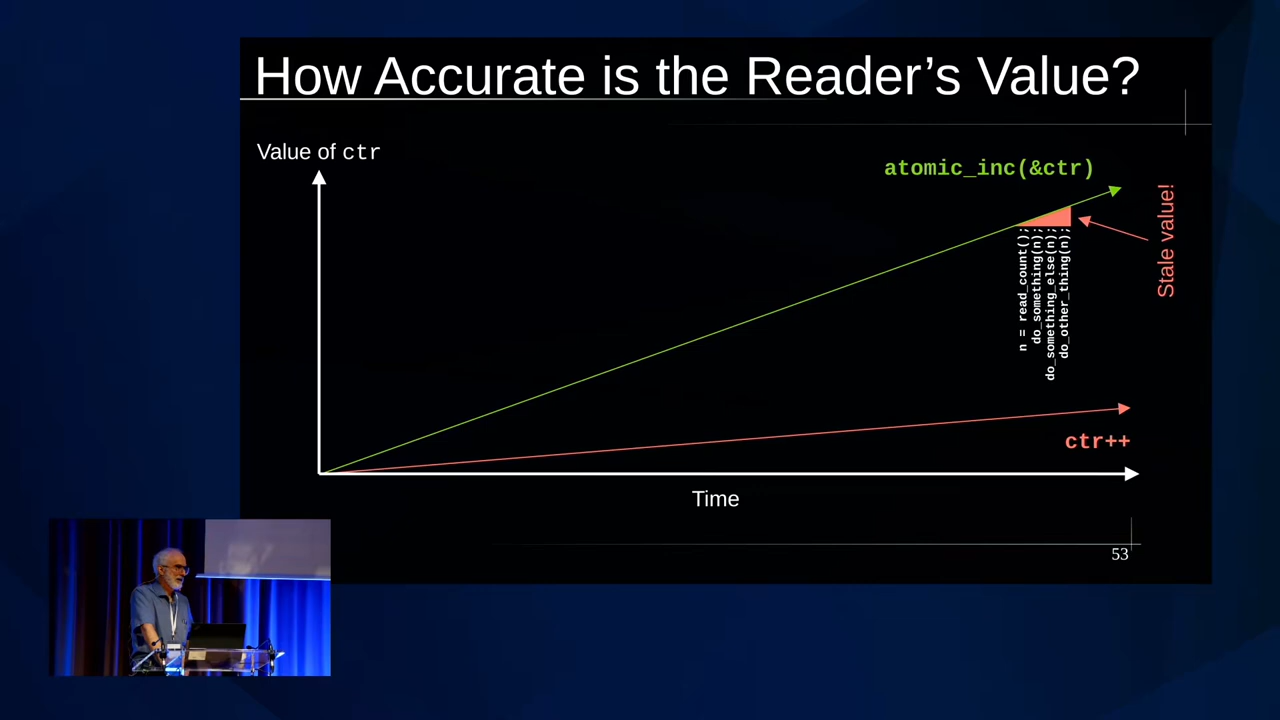 How Accurate is the Reader’s Value?
Value of ctr
atomic_inc(&ctr)
Stale value!
n = read_count();
do_something(n);
do_something_else(n);
do_other_thing(n);
ctr++
Time
53